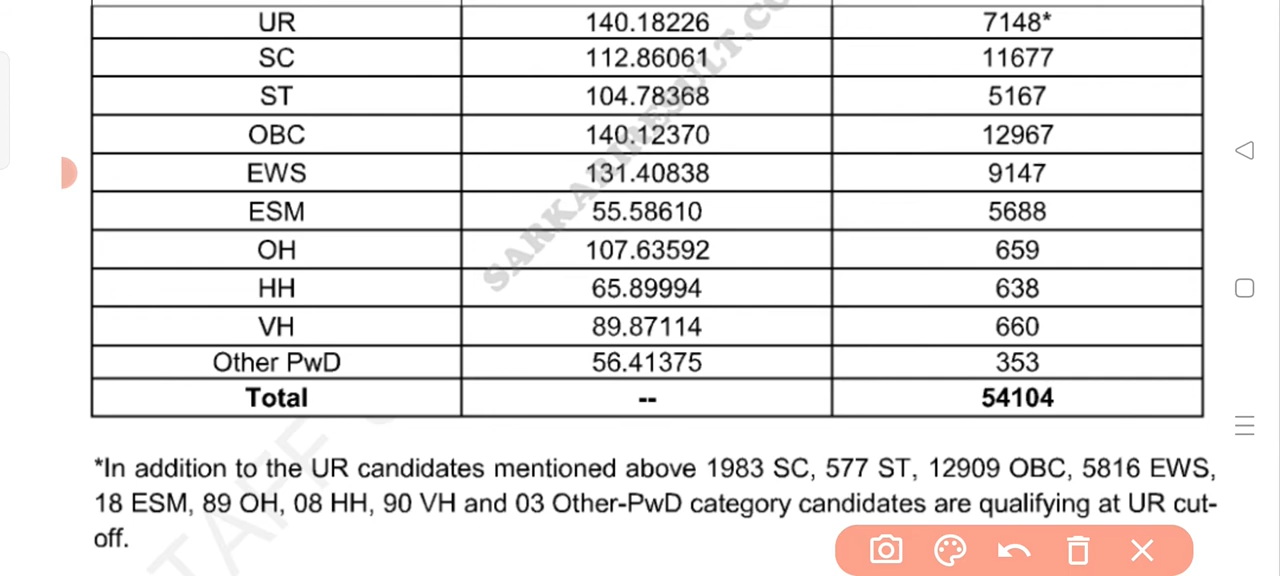 UR 140.18226 7148*
SC 112.86061 11677
ST 104.78368 5167
OBC 140.12370 12967
EWS 131.40838 9147
ESM 55.58610 5688
OH 107.63592 659
HH 65.89994 638
VH 89.87114 660
Other PwD 56.41375 353
Total -- 54104
*In addition to the UR candidates mentioned above 1983 SC, 577 ST, 12909 OBC, 5816 EWS,
18 ESM, 89 OH, 08 HH, 90 VH and 03 Other-PwD category candidates are qualifying at UR cut-
off.
SARKARIRESULT.CO
TAFF